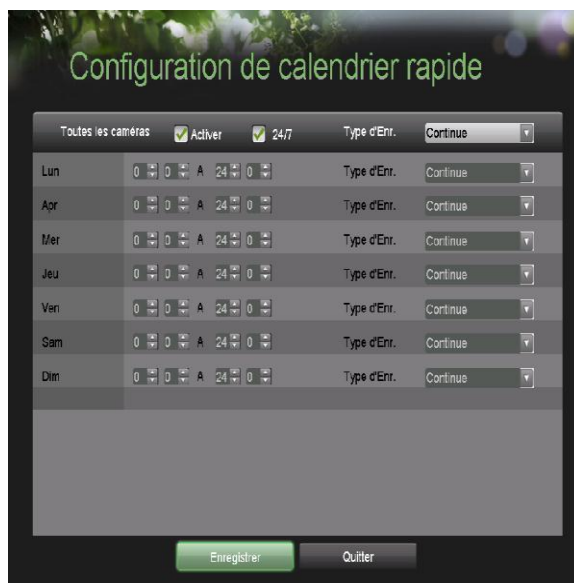 Configuration de calendrier rapide
Toutes les caméras Activer 24/7 Type d'Enr. Continue
Lun 0 0 A 24 0 Type d'Enr. Continue
Apr 0 0 A 24 0 Type d'Enr. Continue
Mer 0 0 A 24 0 Type d'Enr. Continue
Jeu 0 0 A 24 0 Type d'Enr. Continue
Ven 0 0 A 24 0 Type d'Enr. Continue
Sam 0 0 A 24 0 Type d'Enr. Continue
Dim 0 0 A 24 0 Type d'Enr. Continue
Enregistrer Quitter